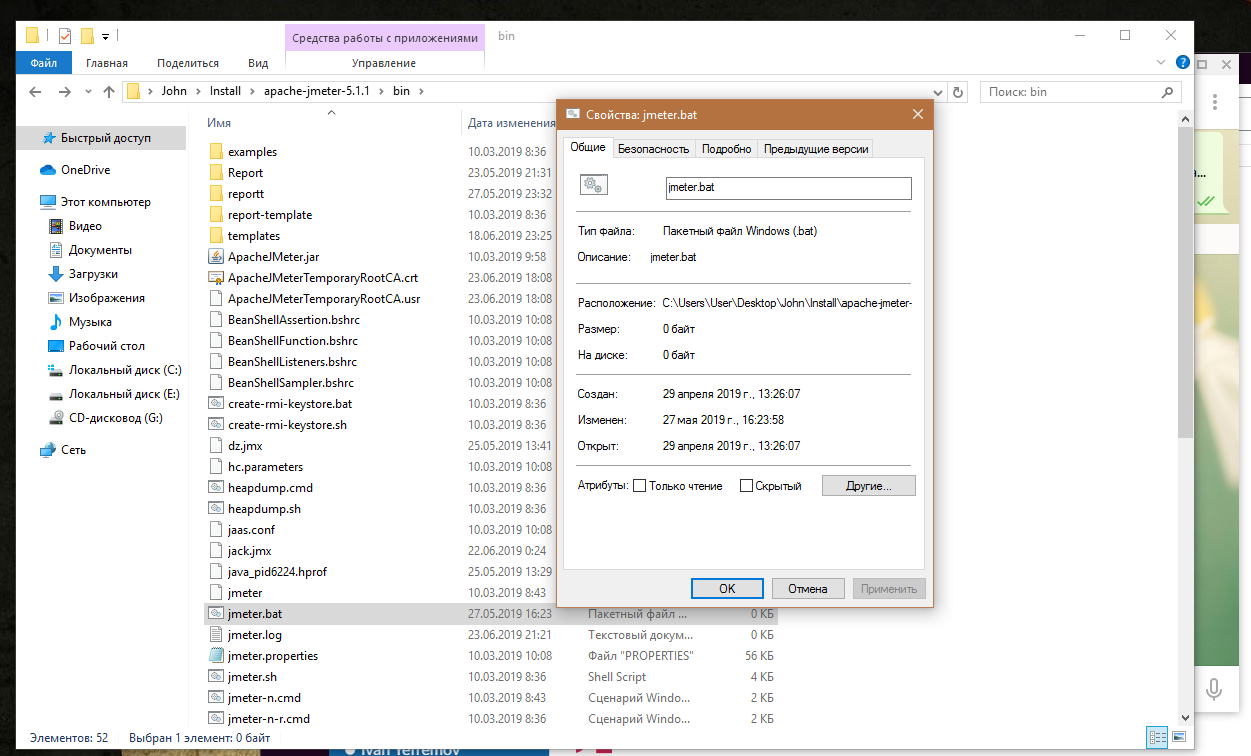 Средства работы с приложениями
bin
Файл
Главная
Поделиться
Вид
Управление
John
Install
apache-jmeter-5.1.1
bin
Поиск: bin
Быстрый доступ
OneDrive
Этот компьютер
Видео
Документы
Загрузки
Изображения
Музыка
Рабочий стол
Локальный диск (C:)
Локальный диск (E:)
CD-дисковод (G:)
Сеть
Имя Дата изменения
examples 10.03.2019 8:36
Report 23.05.2019 21:31
reportt 27.05.2019 23:32
report-template 10.03.2019 8:36
templates 18.06.2019 23:25
ApacheJMeter.jar 10.03.2019 9:58
ApacheJMeterTemporaryRootCA.crt 23.06.2019 18:08
ApacheJMeterTemporaryRootCA.usr 23.06.2019 18:08
BeanShellAssertion.bshrc 10.03.2019 10:08
BeanShellFunction.bshrc 10.03.2019 10:08
BeanShellListeners.bshrc 10.03.2019 10:08
BeanShellSampler.bshrc 10.03.2019 10:08
create-rmi-keystore.bat 10.03.2019 8:36
create-rmi-keystore.sh 10.03.2019 8:36
dz.jmx 25.05.2019 13:41
hc.parameters 10.03.2019 10:08
heapdump.cmd 10.03.2019 8:36
heapdump.sh 10.03.2019 8:36
jaas.conf 10.03.2019 10:08
jack.jmx 22.06.2019 0:24
java_pid6224.hprof 25.05.2019 13:29
jmeter 10.03.2019 8:43
jmeter.bat 27.05.2019 16:23 Пакетный файл ... 0 КБ
jmeter.log 23.06.2019 21:21 Текстовый докум... 0 КБ
jmeter.properties 10.03.2019 10:08 Файл "PROPERTIES" 56 КБ
jmeter.sh 10.03.2019 8:36 Shell Script 4 КБ
jmeter-n.cmd 10.03.2019 8:43 Сценарий Windo... 2 КБ
jmeter-n-r.cmd 10.03.2019 8:36 Сценарий Windo... 2 КБ
Свойства: jmeter.bat
Общие Безопасность Подробно Предыдущие версии
jmeter.bat
Тип файла: Пакетный файл Windows (.bat)
Описание: jmeter.bat
Расположение: C:\Users\User\Desktop\John\Install\apache-jmeter-
Размер: 0 байт
На диске: 0 байт
Создан: 29 апреля 2019 г., 13:26:07
Изменен: 27 мая 2019 г., 16:23:58
Открыт: 29 апреля 2019 г., 13:26:07
Атрибуты: Только чтение Скрытый Другие...
OK Отмена Применить
Элементов: 52 Выбран 1 элемент: 0 байт